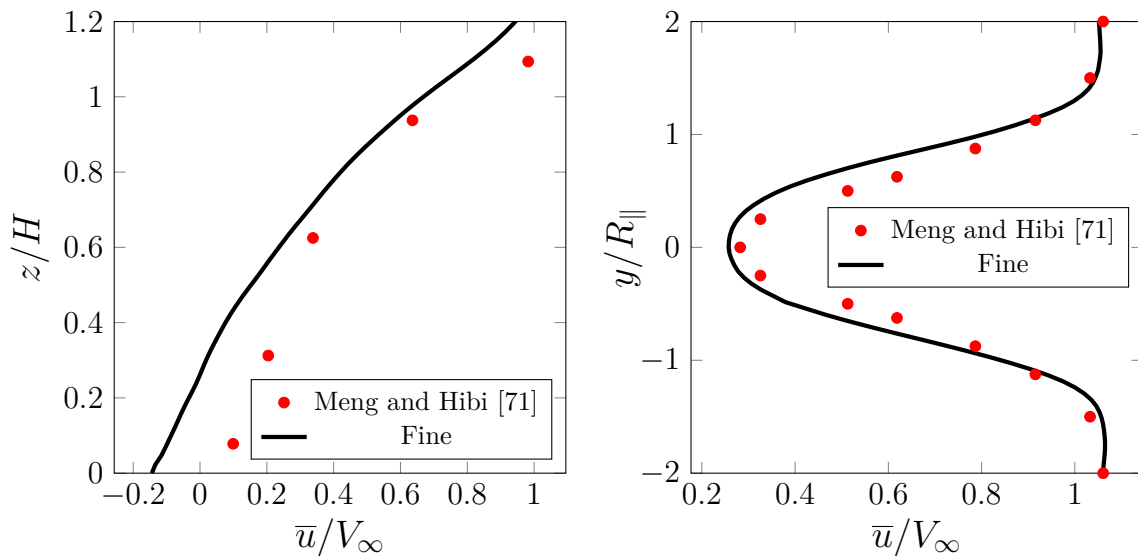 1.2
1
0.8
0.6
0.4
0.2
0
z/H
−0.2 0 0.2 0.4 0.6 0.8 1
u̅/V∞
Meng and Hibi [71]
Fine
2
1
0
−1
−2
y/R∥
0.2 0.4 0.6 0.8 1
u̅/V∞
Meng and Hibi [71]
Fine